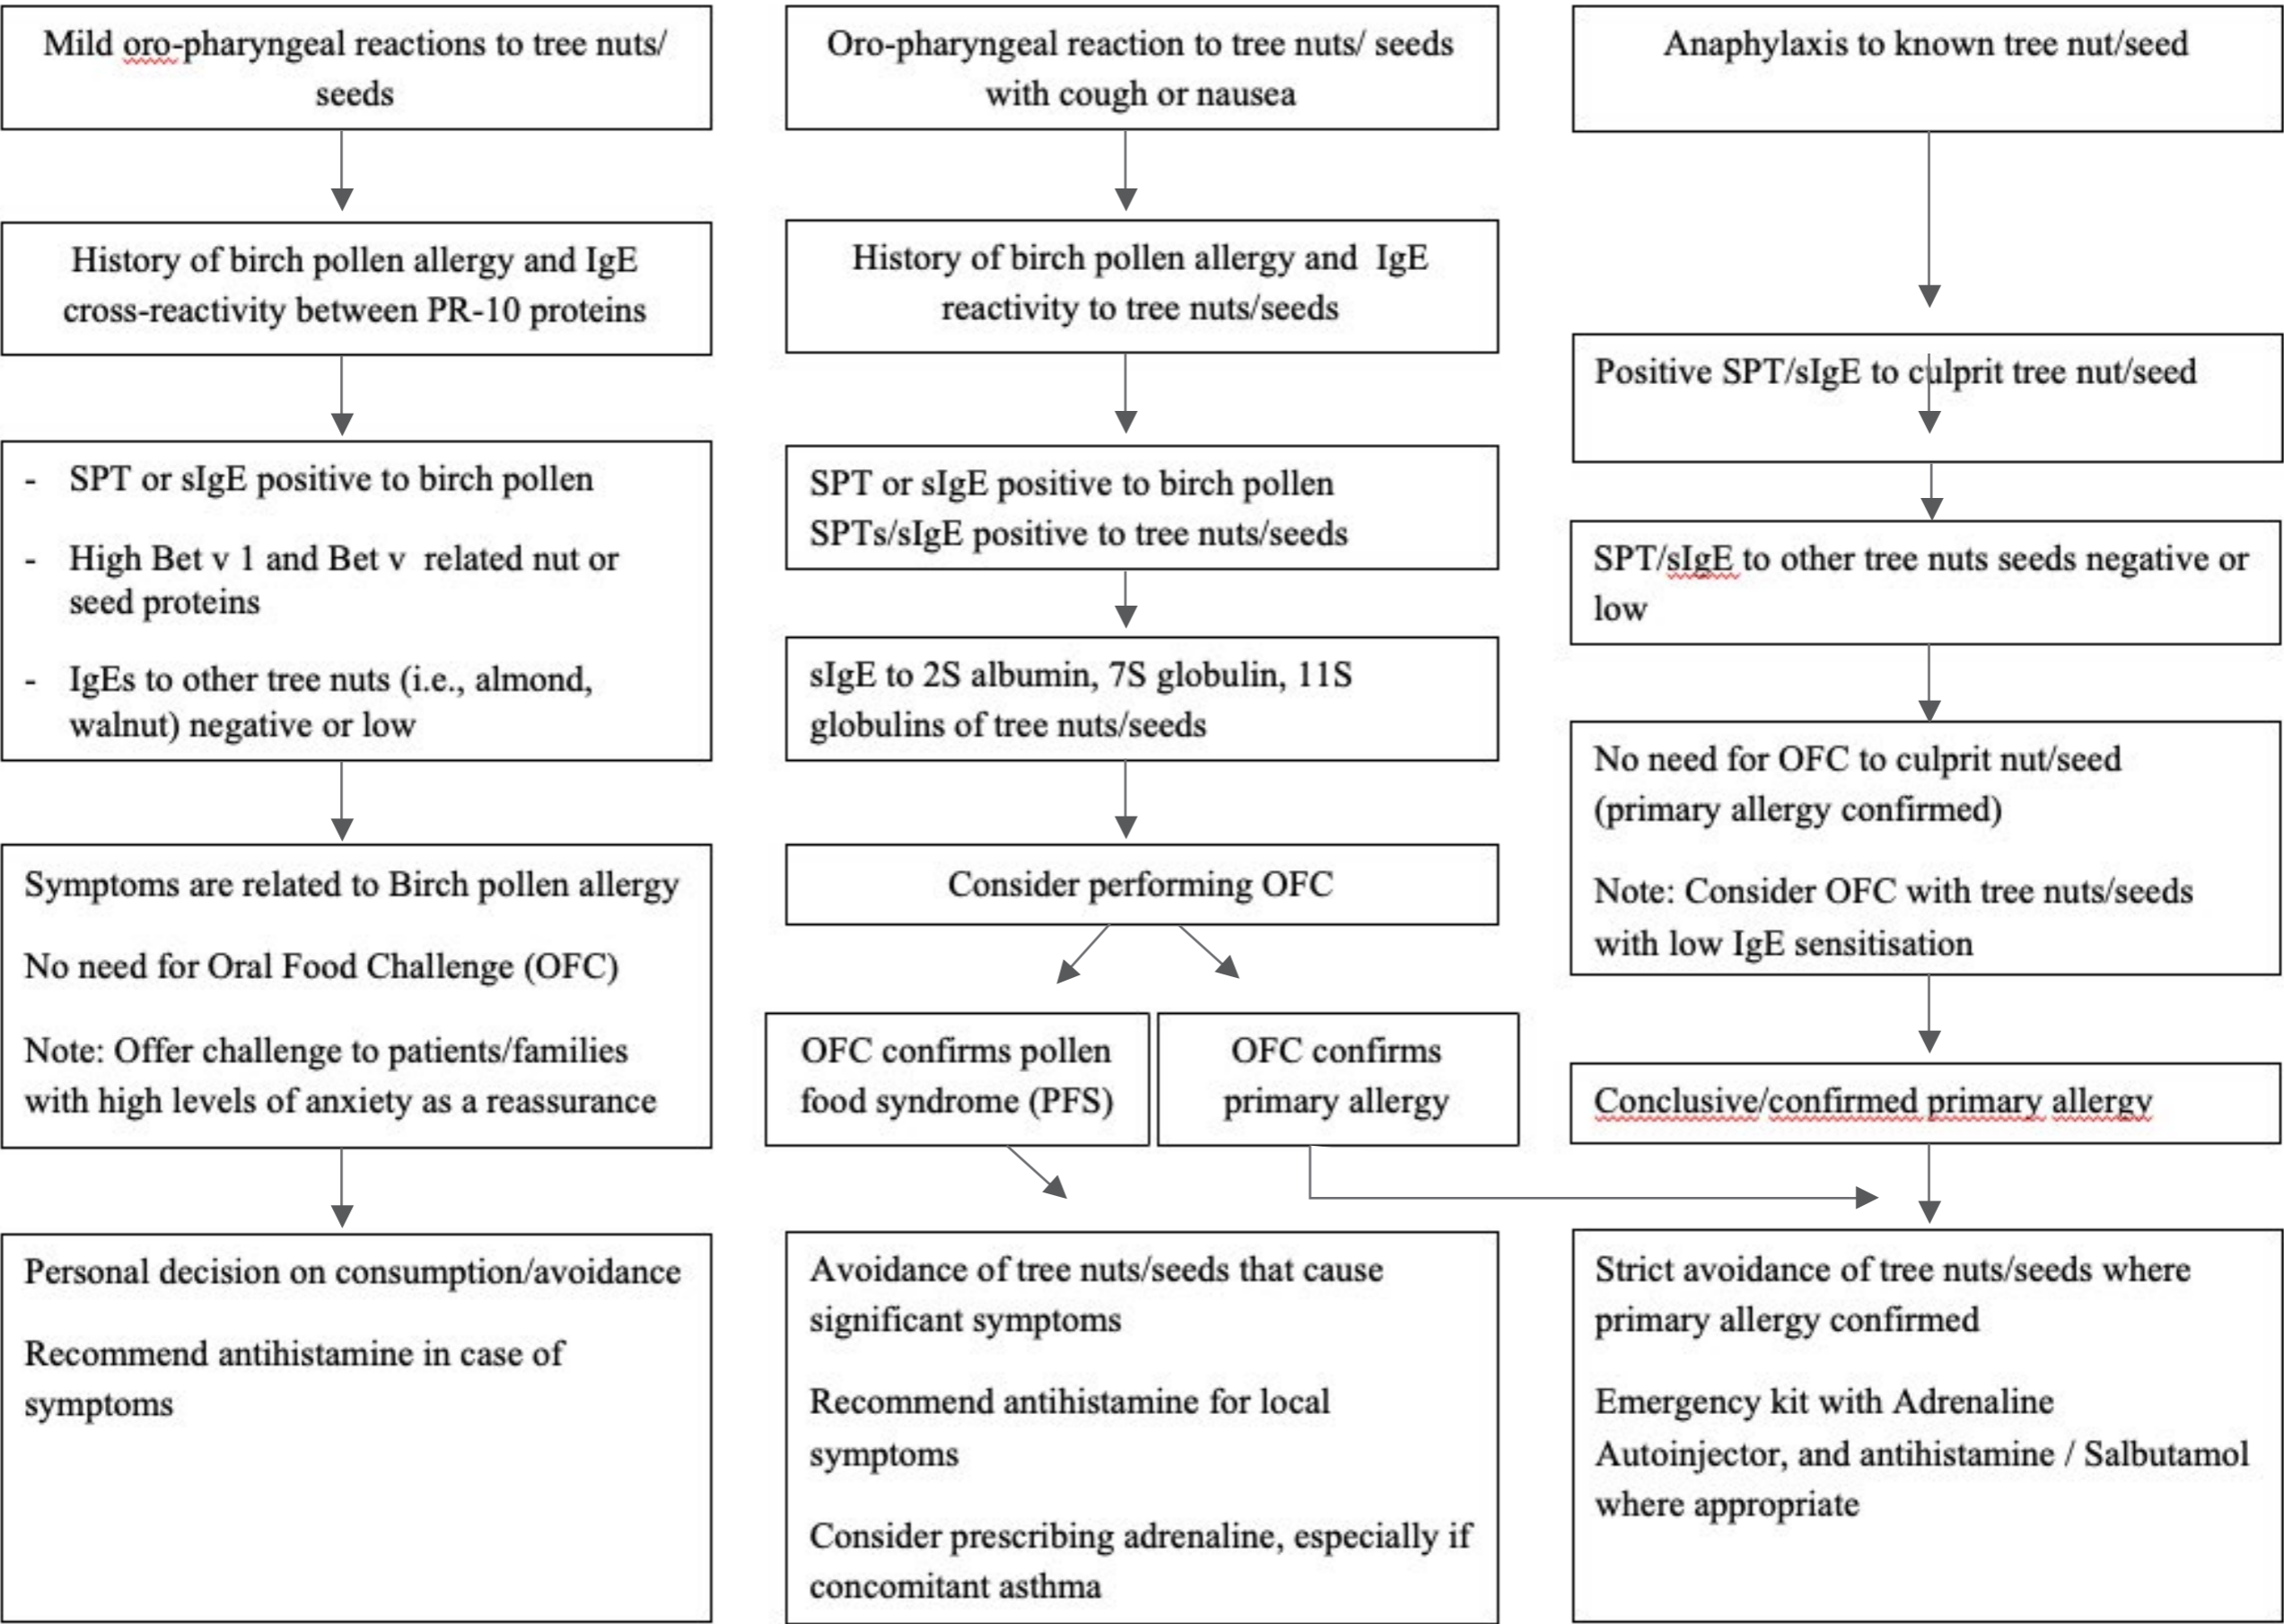 Mild oro-pharyngeal reactions to tree nuts/
seeds
History of birch pollen allergy and IgE
cross-reactivity between PR-10 proteins
- SPT or sIgE positive to birch pollen
- High Bet v 1 and Bet v related nut or
seed proteins
- IgEs to other tree nuts (i.e., almond,
walnut) negative or low
Symptoms are related to Birch pollen allergy
No need for Oral Food Challenge (OFC)
Note: Offer challenge to patients/families
with high levels of anxiety as a reassurance
Personal decision on consumption/avoidance
Recommend antihistamine in case of
symptoms
Oro-pharyngeal reaction to tree nuts/ seeds
with cough or nausea
History of birch pollen allergy and IgE
reactivity to tree nuts/seeds
SPT or sIgE positive to birch pollen
SPTs/sIgE positive to tree nuts/seeds
sIgE to 2S albumin, 7S globulin, 11S
globulins of tree nuts/seeds
Consider performing OFC
OFC confirms pollen
food syndrome (PFS)
OFC confirms
primary allergy
Avoidance of tree nuts/seeds that cause
significant symptoms
Recommend antihistamine for local
symptoms
Consider prescribing adrenaline, especially if
concomitant asthma
Anaphylaxis to known tree nut/seed
Positive SPT/sIgE to culprit tree nut/seed
SPT/sIgE to other tree nuts seeds negative or
low
No need for OFC to culprit nut/seed
(primary allergy confirmed)
Note: Consider OFC with tree nuts/seeds
with low IgE sensitisation
Conclusive/confirmed primary allergy
Strict avoidance of tree nuts/seeds where
primary allergy confirmed
Emergency kit with Adrenaline
Autoinjector, and antihistamine / Salbutamol
where appropriate